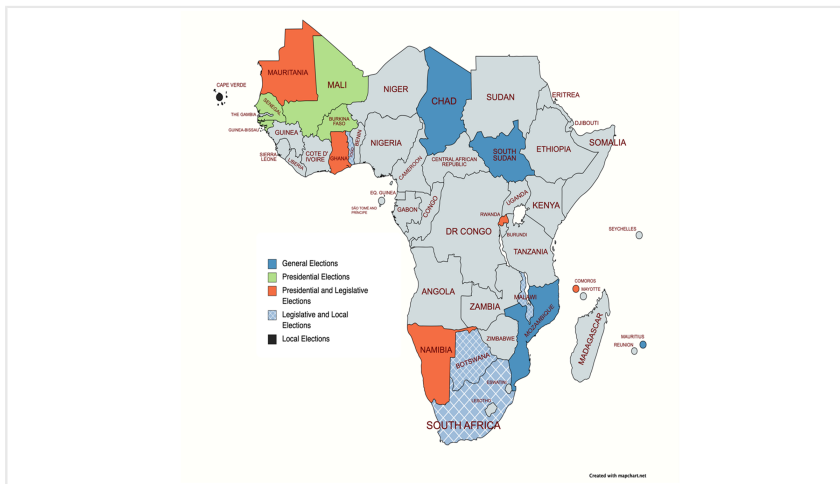 MAURITANIA
MALI
NIGER
CHAD
SUDAN
ERITREA
CAPE VERDE
SENEGAL
THE GAMBIA
BURKINA
FASO
DJIBOUTI
GUINEA-BISSAU
GUINEA
BENIN
NIGERIA
SOUTH
SUDAN
ETHIOPIA
SOMALIA
SIERRA
LEONE
LIBERIA
COTE D'
IVOIRE
GHANA
CAMEROON
CENTRAL AFRICAN
REPUBLIC
EQ. GUINEA
SÃO TOME AND
PRINCIPE
GABON
CONGO
UGANDA
KENYA
RWANDA
DR CONGO
BURUNDI
SEYCHELLES
TANZANIA
General Elections
Presidential Elections
Presidential and Legislative
Elections
Legislative and Local
Elections
Local Elections
ANGOLA
ZAMBIA
MALAWI
COMOROS
MAYOTTE
MOZAMBIQUE
MADAGASCAR
ZIMBABWE
MAURITIUS
REUNION
NAMIBIA
BOTSWANA
ESWATINI
LESOTHO
SOUTH AFRICA
Created with mapchart.net